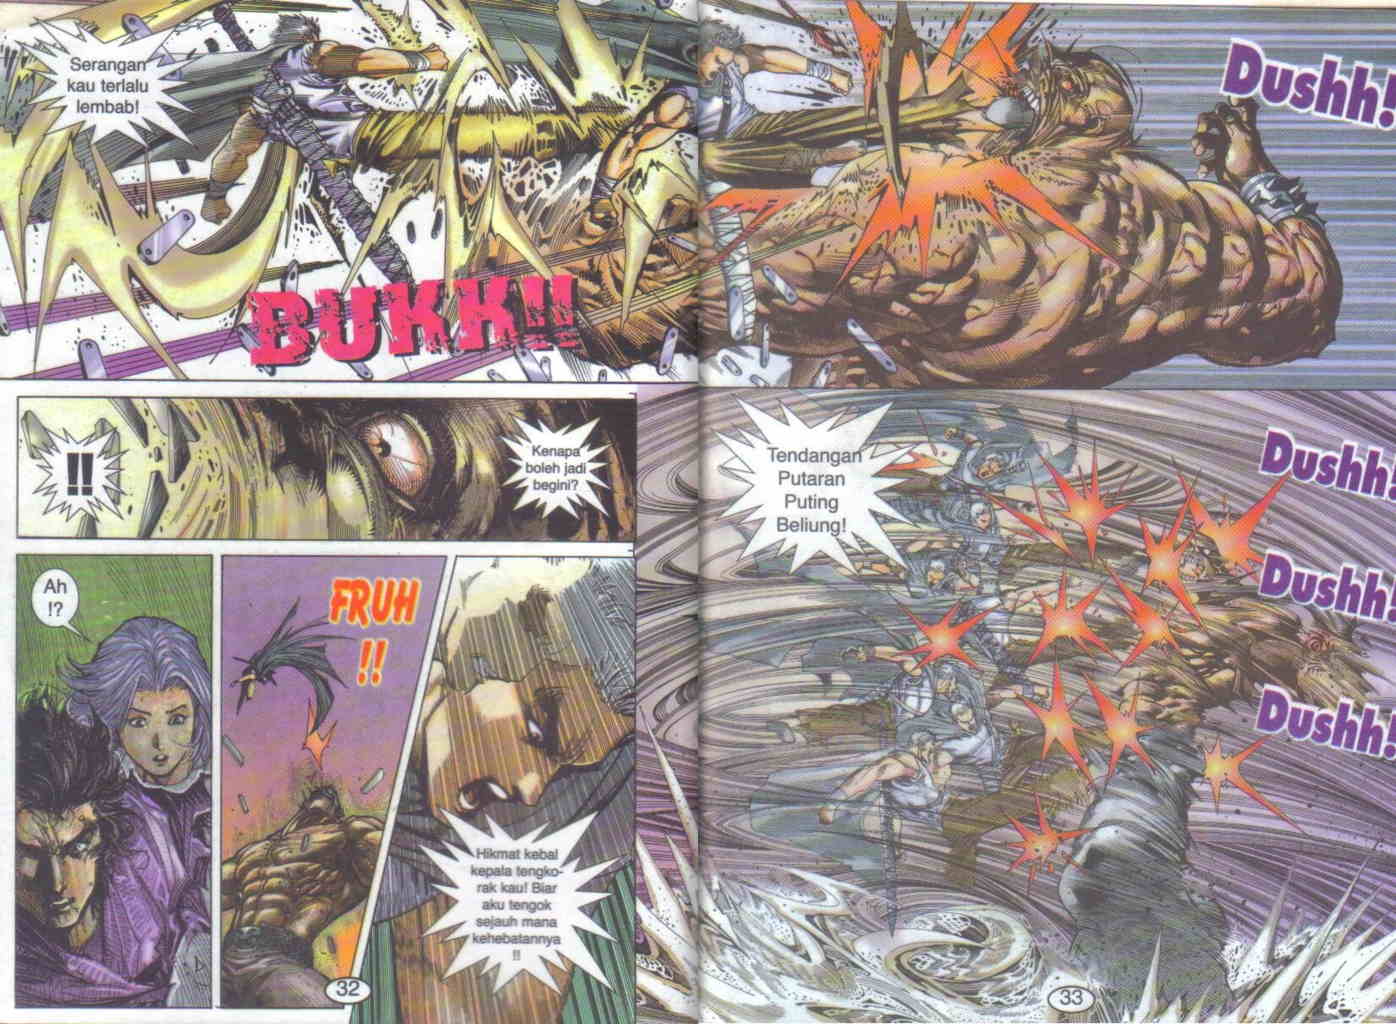 Serangan
kau terlalu
lembab!
BUKK!!
Dushh!
!!
Kenapa
boleh jadi
begini?
Ah
!?
FRUH
!!
Hikmat kebal
kepala tengko-
rak kau! Biar
aku tengok
sejauh mana
kehebatannya
!!
32
Tendangan
Putaran
Puting
Beliung!
Dushh!
Dushh!
Dushh!
33